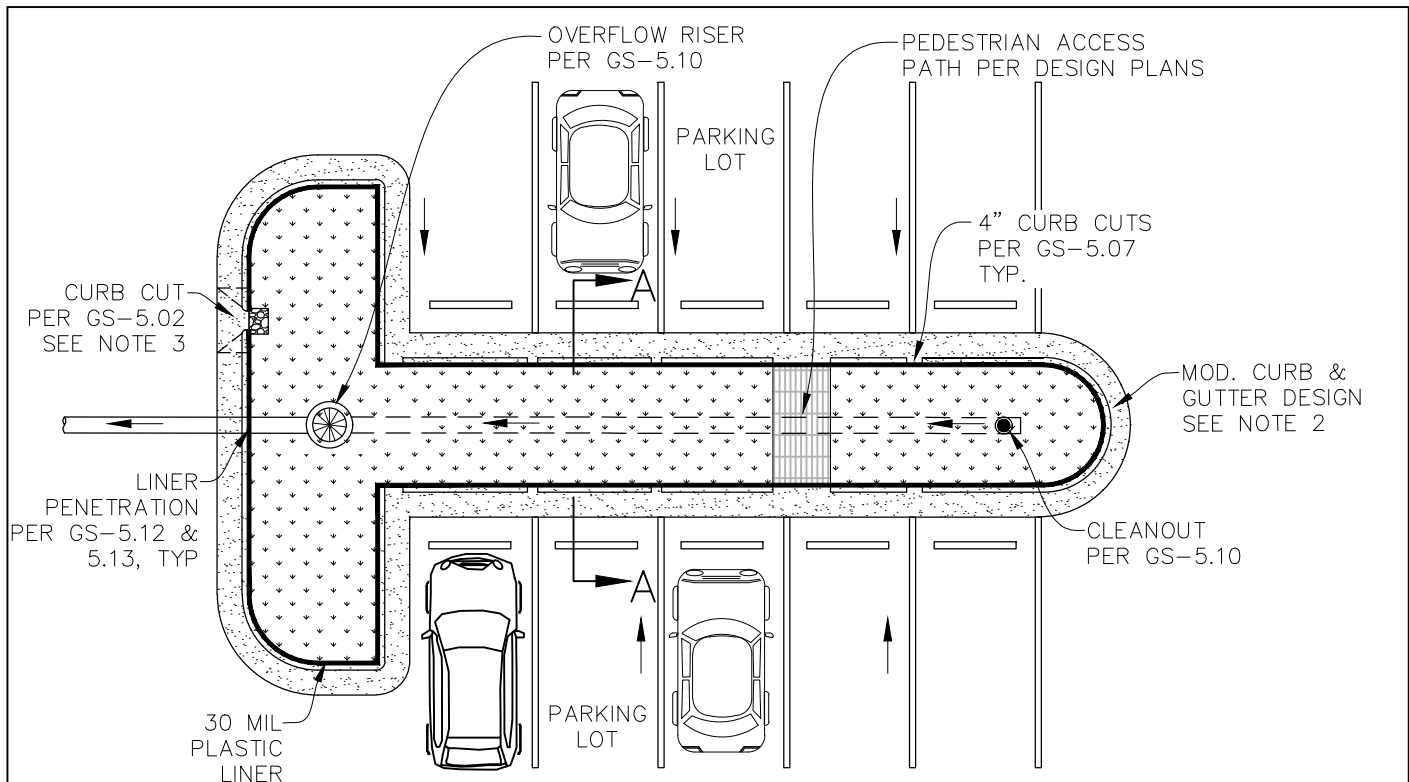 OVERFLOW RISER
PER GS-5.10
PEDESTRIAN ACCESS
PATH PER DESIGN PLANS
PARKING
LOT
4” CURB CUTS
PER GS-5.07
TYP.
A
CURB CUT
PER GS-5.02
SEE NOTE 3
MOD. CURB &
GUTTER DESIGN
SEE NOTE 2
LINER
PENETRATION
PER GS-5.12 &
5.13, TYP
CLEANOUT
PER GS-5.10
A
30 MIL
PLASTIC
LINER
PARKING
LOT